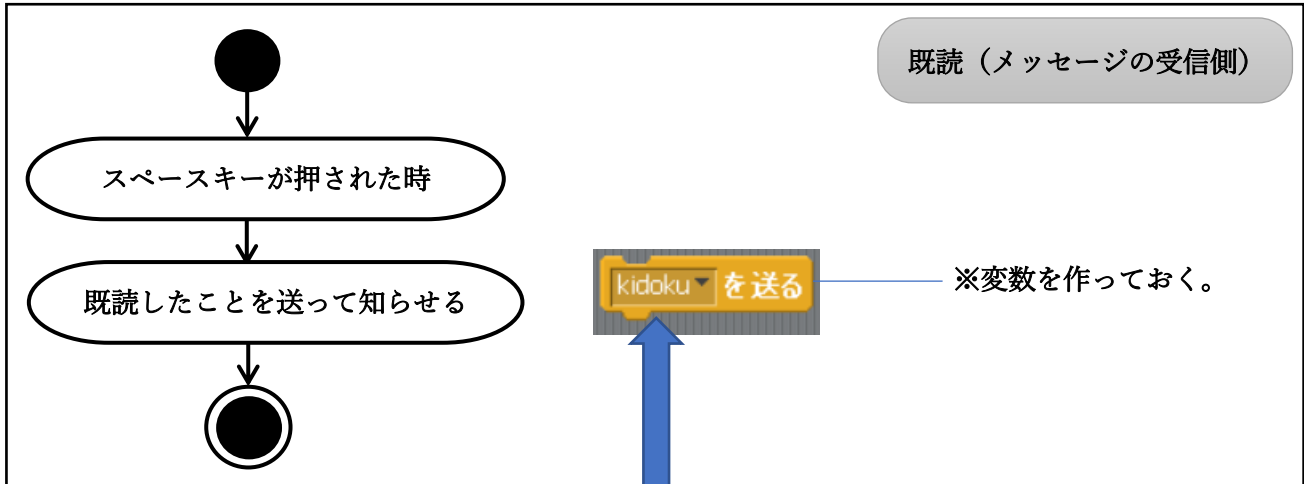 既読（メッセージの受信側）
スペースキーが押された時
既読したことを送って知らせる
kidoku を送る
※変数を作っておく。